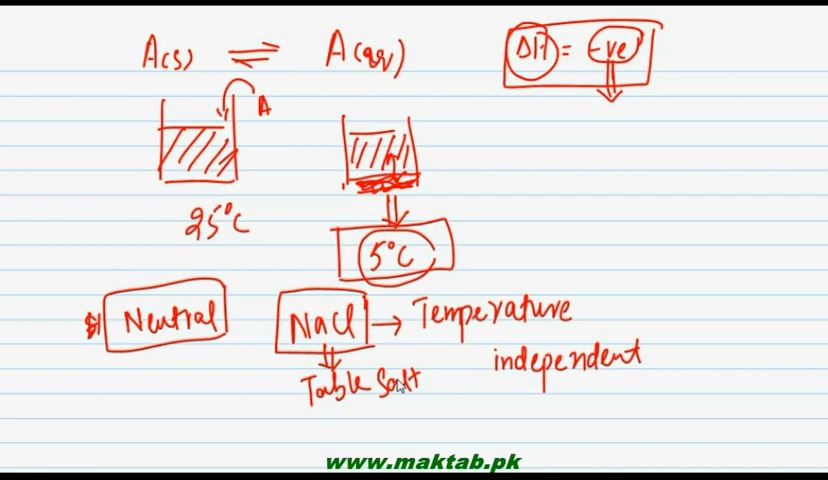 A(s) ⇌ A(aq)
ΔH = -ve
A
25°C
5°C
Neutral
NaCl → Temperature
independent
Table Salt
www.maktab.pk